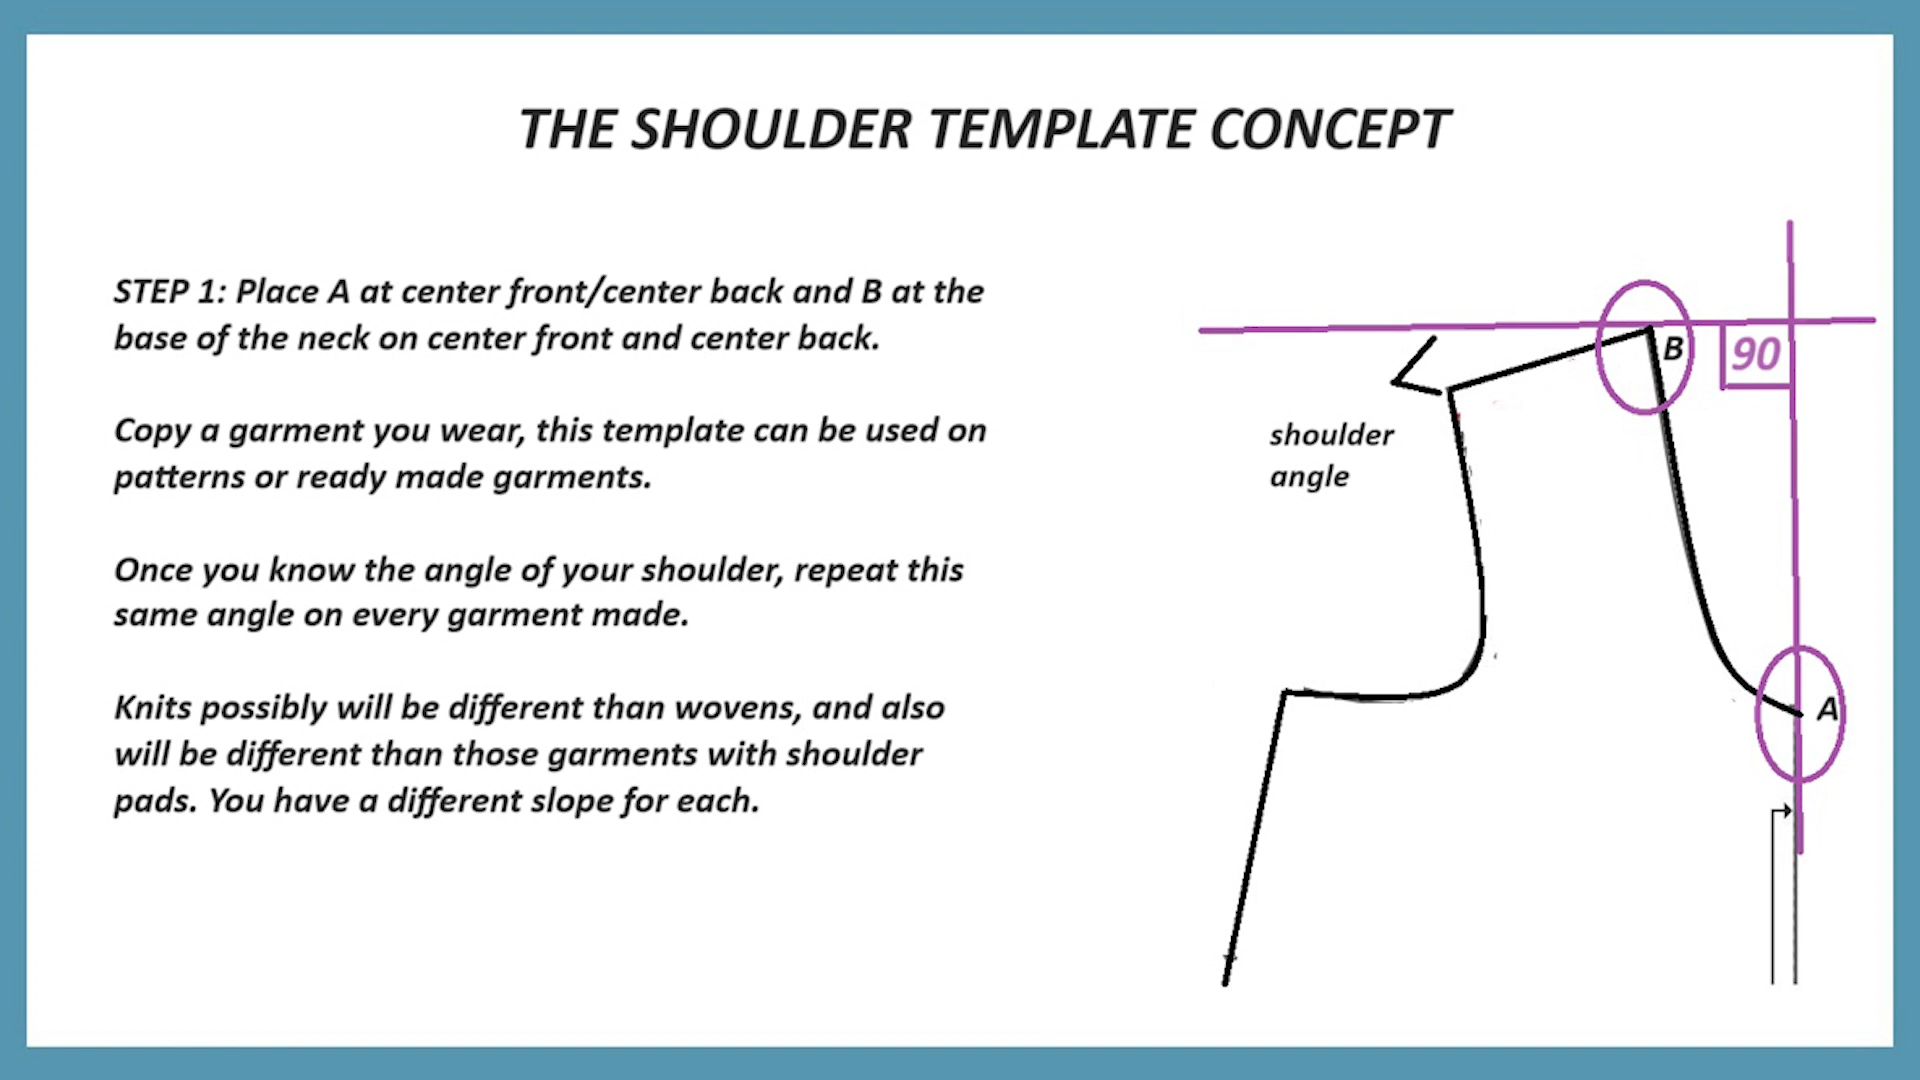 THE SHOULDER TEMPLATE CONCEPT
STEP 1: Place A at center front/center back and B at the
base of the neck on center front and center back.
Copy a garment you wear, this template can be used on
patterns or ready made garments.
Once you know the angle of your shoulder, repeat this
same angle on every garment made.
Knits possibly will be different than wovens, and also
will be different than those garments with shoulder
pads. You have a different slope for each.
B
90
shoulder
angle
A